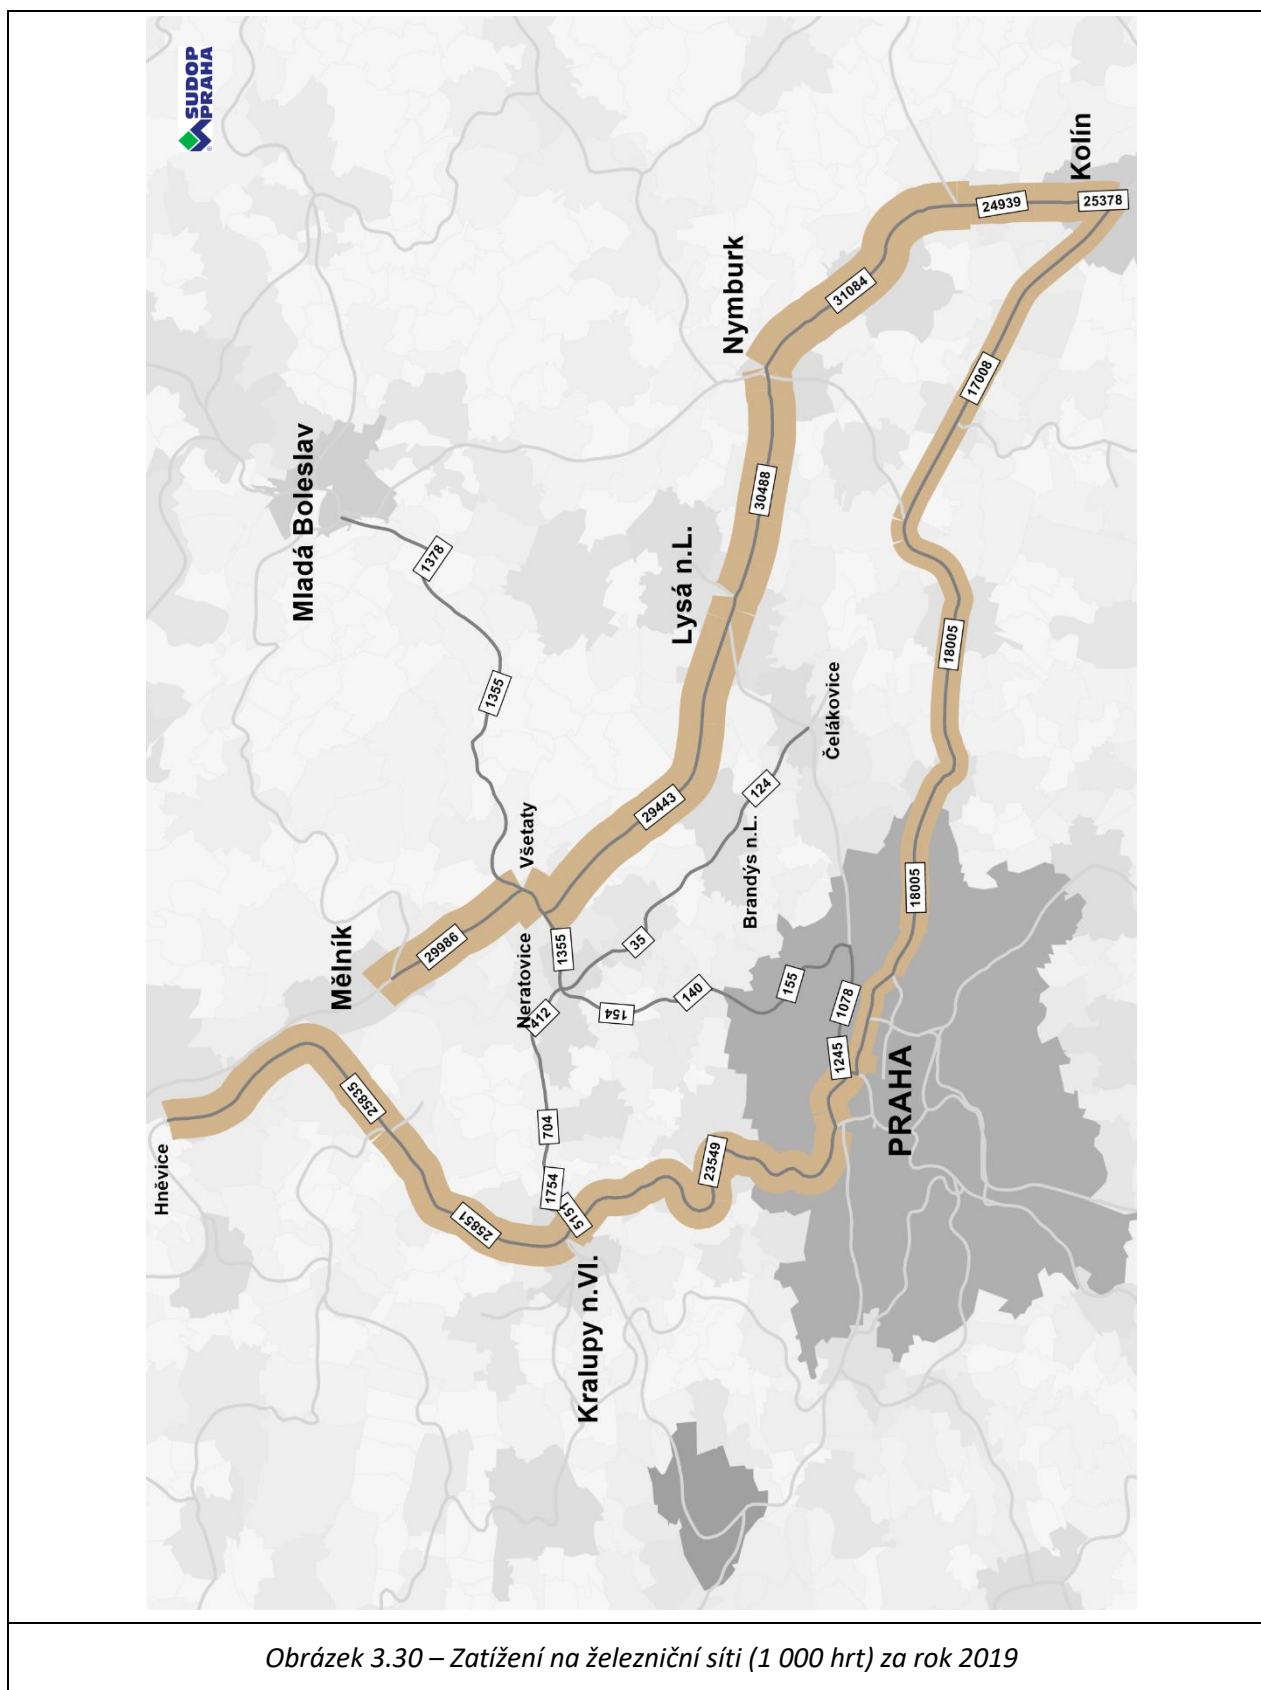 SUDOP
PRAHA
®
Kolín
25378
24939
Nymburk
31084
17008
Mladá Boleslav
1378
30488
Lysá n.L.
1355
18005
Čelákovice
124
Všetaty
29443
Brandýs n.L.
18005
Mělník
29986
Neratovice
1355
35
412
154
140
155
1078
1245
PRAHA
Hněvice
25835
704
1754
5151
23549
25851
Kralupy n.Vl.
Obrázek 3.30 – Zatížení na železniční síti (1 000 hrt) za rok 2019